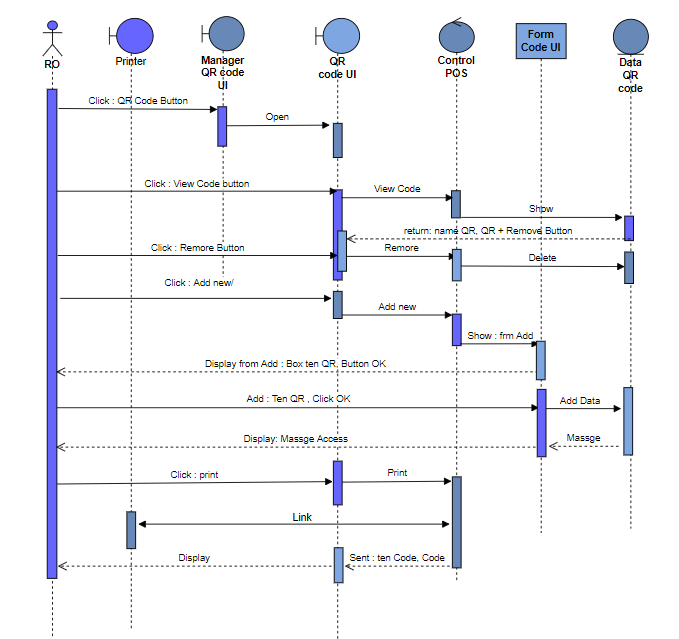 RO
Printer
Manager
QR code
UI
QR
code UI
Control
POS
Form
Code UI
Data
QR
code
Click : QR Code Button
Open
Click : View Code button
View Code
Show
return: name QR, QR + Remove Button
Click : Remore Button
Remore
Delete
Click : Add new/
Add new
Show : frm Add
Display from Add : Box ten QR, Button OK
Add : Ten QR , Click OK
Add Data
Display: Massge Access
Massge
Click : print
Print
Link
Display
Sent : ten Code, Code